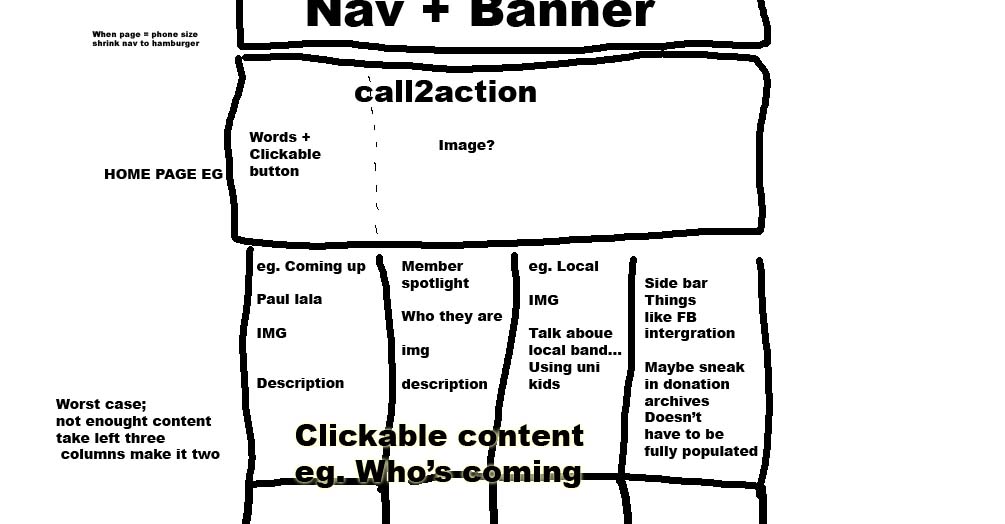 Nav + Banner
When page = phone size
shrink nav to hamburger
call2action
Words +
Clickable
button
Image?
HOME PAGE EG
eg. Coming up
Paul lala
IMG
Description
Member
spotlight
Who they are
img
description
eg. Local
IMG
Talk aboue
local band...
Using uni
kids
Side bar
Things
like FB
intergration
Maybe sneak
in donation
archives
Doesn't
have to be
fully populated
Worst case;
not enought content
take left three
columns make it two
Clickable content
eg. Who's coming